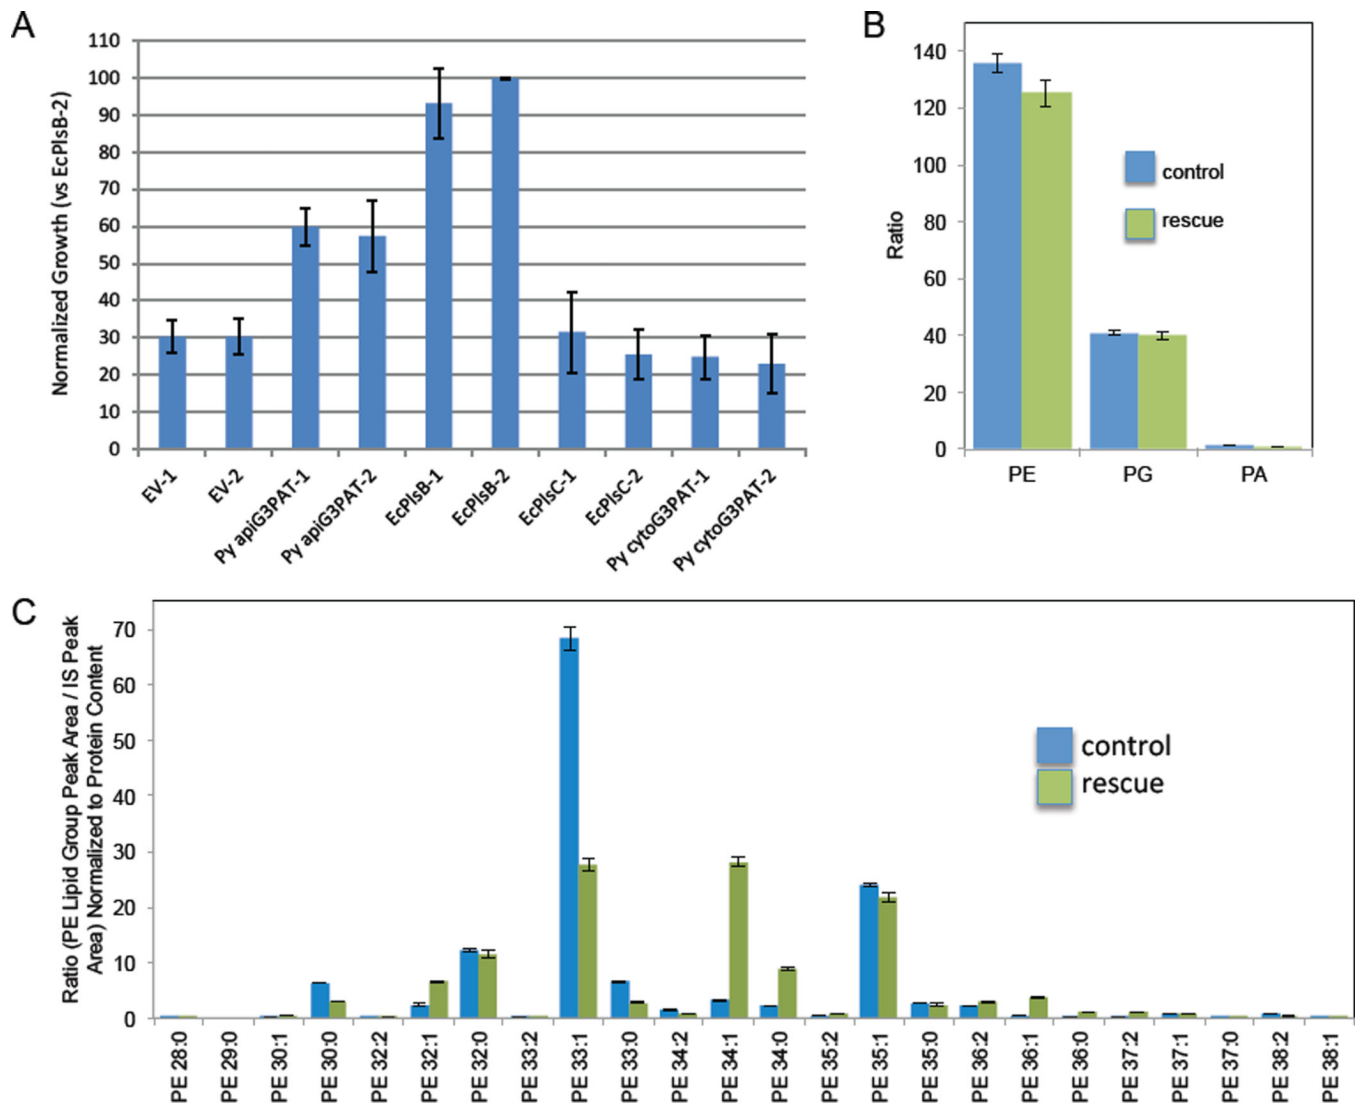 A
Normalized Growth (vs EcPlsB-2)
110
100
90
80
70
60
50
40
30
20
10
0
EV-1
EV-2
Py apiG3PAT-1
Py apiG3PAT-2
EcPlsB-1
EcPlsB-2
EcPlsC-1
EcPlsC-2
Py cytoG3PAT-1
Py cytoG3PAT-2
B
Ratio
140
120
100
80
60
40
20
0
control
rescue
PE
PG
PA
C
Ratio (PE Lipid Group Peak Area / IS Peak
Area) Normalized to Protein Content
70
60
50
40
30
20
10
0
control
rescue
PE 28:0
PE 29:0
PE 30:1
PE 30:0
PE 32:2
PE 32:1
PE 32:0
PE 33:2
PE 33:1
PE 33:0
PE 34:2
PE 34:1
PE 34:0
PE 35:2
PE 35:1
PE 35:0
PE 36:2
PE 36:1
PE 36:0
PE 37:2
PE 37:1
PE 37:0
PE 38:2
PE 38:1